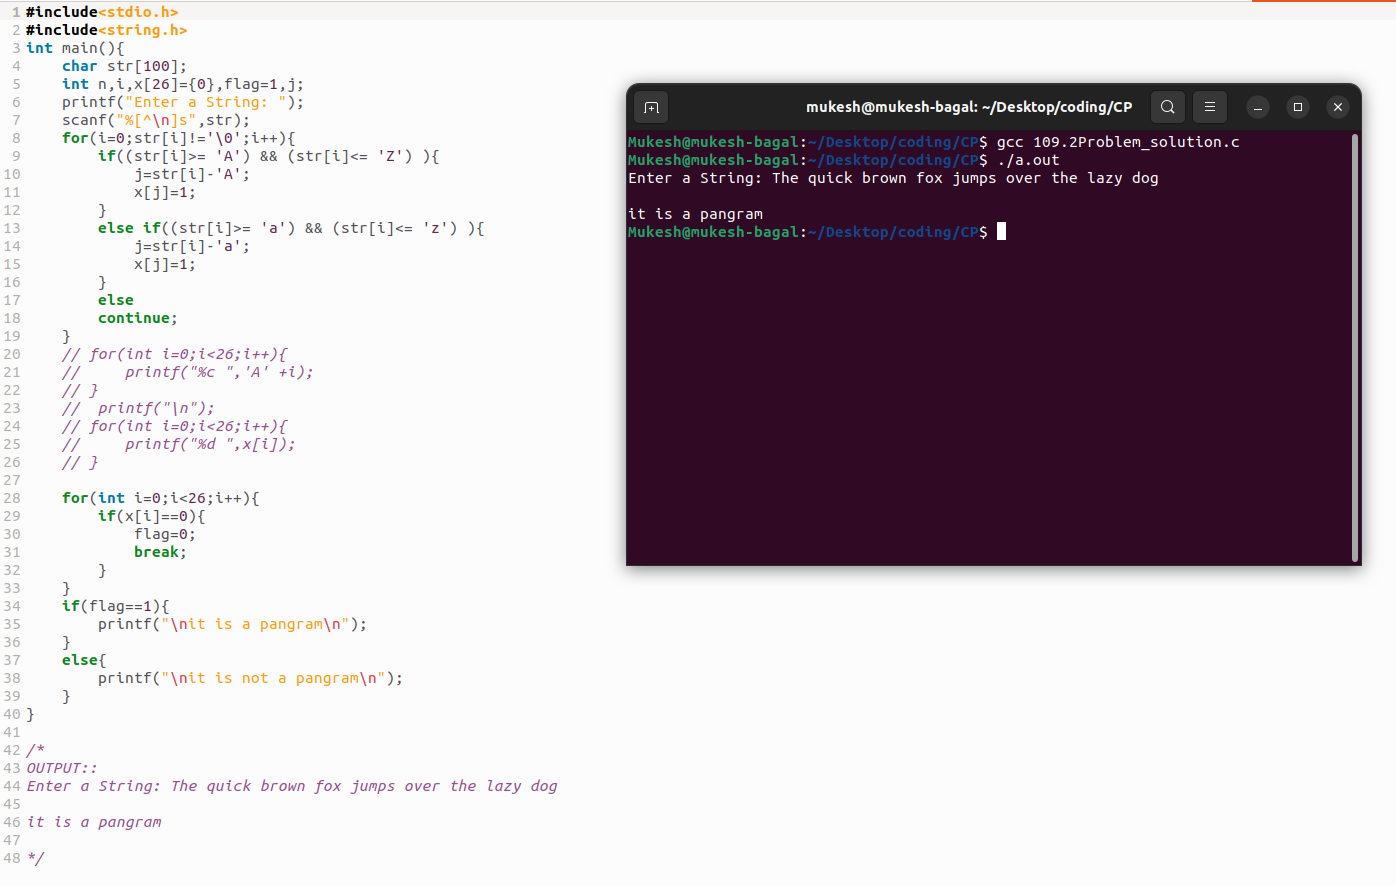 1 #include<stdio.h>
2 #include<string.h>
3 int main(){
4     char str[100];
5     int n,i,x[26]={0},flag=1,j;
6     printf("Enter a String: ");
7     scanf("%[^\n]s",str);
8     for(i=0;str[i]!='\0';i++){
9         if((str[i]>= 'A') && (str[i]<= 'Z') ){
10             j=str[i]-'A';
11             x[j]=1;
12         }
13         else if((str[i]>= 'a') && (str[i]<= 'z') ){
14             j=str[i]-'a';
15             x[j]=1;
16         }
17         else
18         continue;
19     }
20     // for(int i=0;i<26;i++){
21     //     printf("%c ",'A' +i);
22     // }
23     //  printf("\n");
24     // for(int i=0;i<26;i++){
25     //     printf("%d ",x[i]);
26     // }
27
28     for(int i=0;i<26;i++){
29         if(x[i]==0){
30             flag=0;
31             break;
32         }
33     }
34     if(flag==1){
35         printf("\nit is a pangram\n");
36     }
37     else{
38         printf("\nit is not a pangram\n");
39     }
40 }
41
42 /*
43 OUTPUT::
44 Enter a String: The quick brown fox jumps over the lazy dog
45
46 it is a pangram
47
48 */
mukesh@mukesh-bagal: ~/Desktop/coding/CP
Mukesh@mukesh-bagal:~/Desktop/coding/CP$ gcc 109.2Problem_solution.c
Mukesh@mukesh-bagal:~/Desktop/coding/CP$ ./a.out
Enter a String: The quick brown fox jumps over the lazy dog

it is a pangram
Mukesh@mukesh-bagal:~/Desktop/coding/CP$